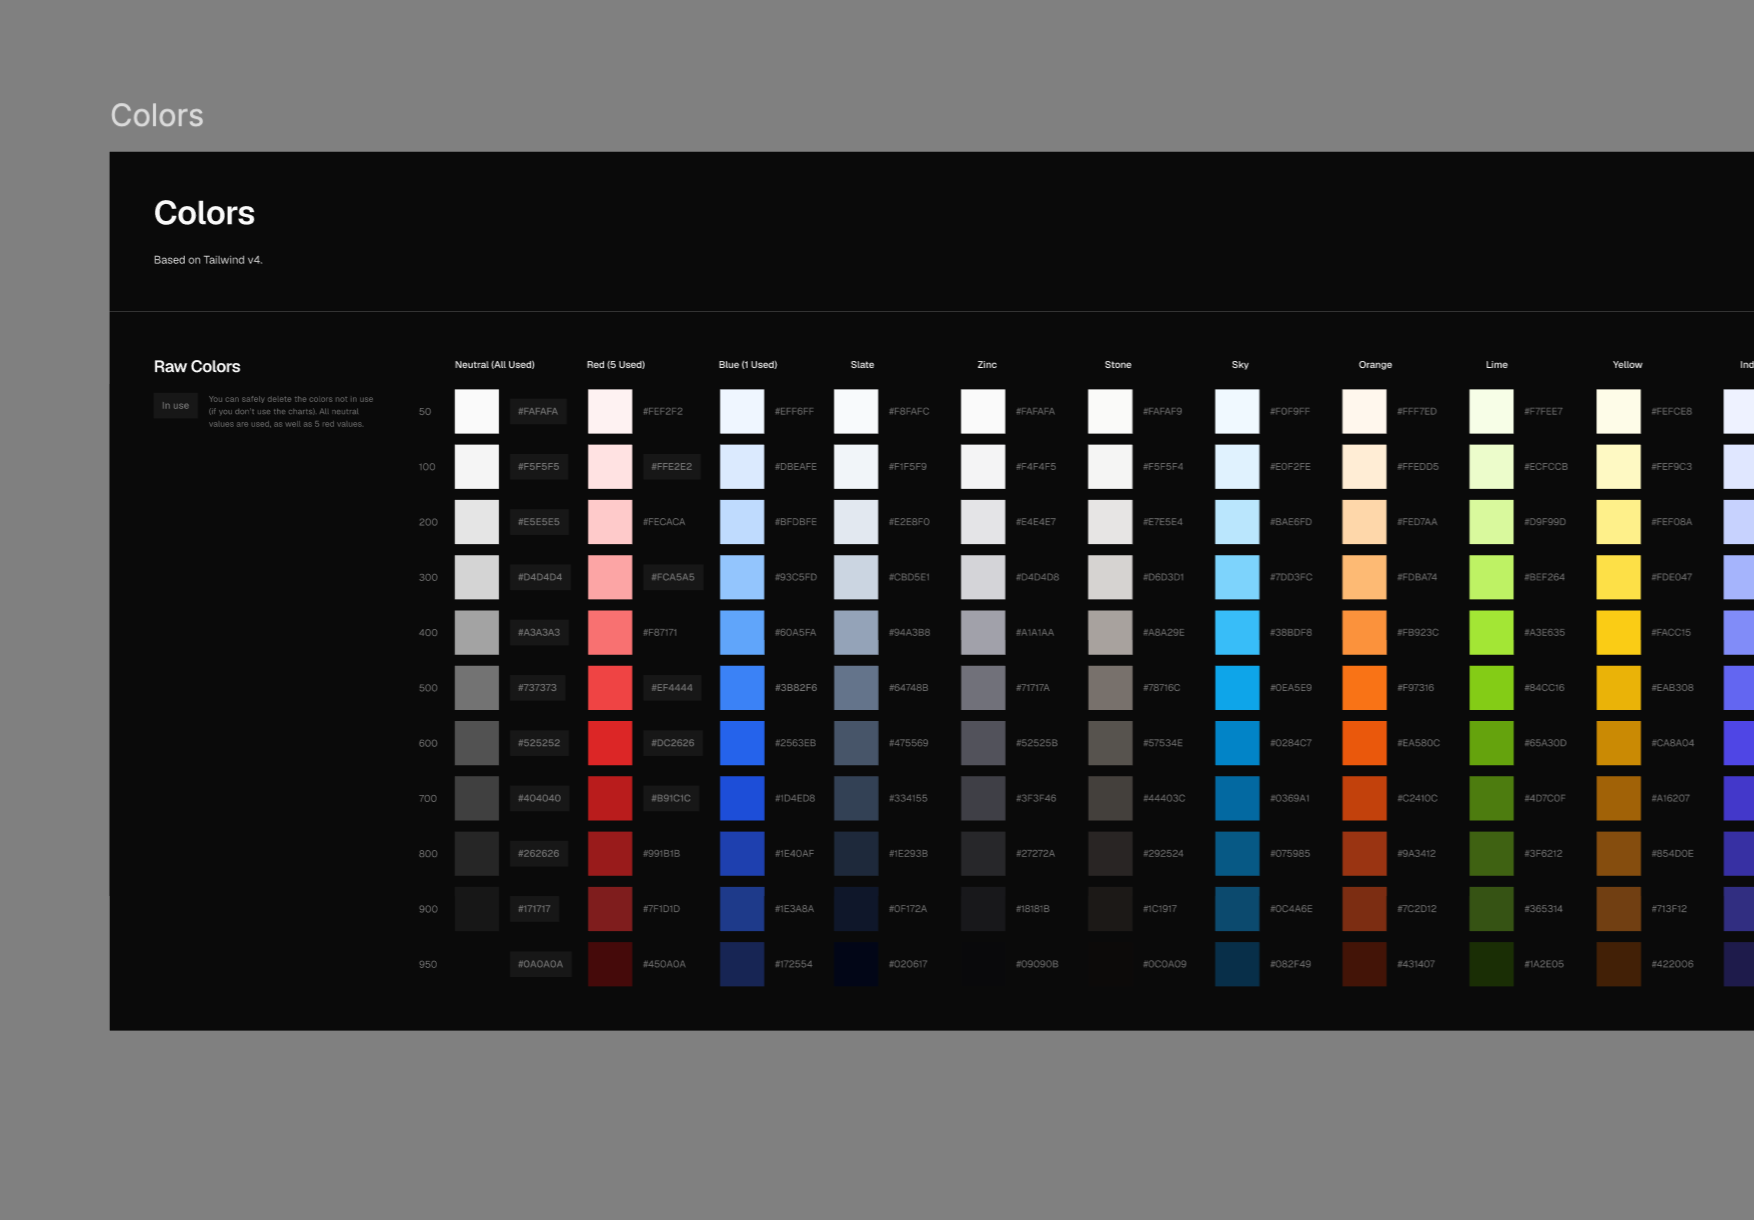 Colors
Colors
Based on Tailwind v4.
Raw Colors
In use
You can safely delete the colors not in use
(if you don't use the charts). All neutral
values are used, as well as 5 red values.
Neutral (All Used) Red (5 Used) Blue (1 Used) Slate Zinc Stone Sky Orange Lime Yellow Ind
50 #FAFAFA #FEF2F2 #EFF6FF #F8FAFC #FAFAFA #FAFAF9 #F0F9FF #FFF7ED #F7FEE7 #FEFCE8
100 #F5F5F5 #FFE2E2 #DBEAFE #F1F5F9 #F4F4F5 #F5F5F4 #E0F2FE #FFEDD5 #ECFCCB #FEF9C3
200 #E5E5E5 #FECACA #BFDBFE #E2E8F0 #E4E4E7 #E7E5E4 #BAE6FD #FED7AA #D9F99D #FEF08A
300 #D4D4D4 #FCA5A5 #93C5FD #CBD5E1 #D4D4D8 #D6D3D1 #7DD3FC #FDBA74 #BEF264 #FDE047
400 #A3A3A3 #F87171 #60A5FA #94A3B8 #A1A1AA #A8A29E #38BDF8 #FB923C #A3E635 #FACC15
500 #737373 #EF4444 #3B82F6 #64748B #71717A #78716C #0EA5E9 #F97316 #84CC16 #EAB308
600 #525252 #DC2626 #2563EB #475569 #52525B #57534E #0284C7 #EA580C #65A30D #CA8A04
700 #404040 #B91C1C #1D4ED8 #334155 #3F3F46 #44403C #0369A1 #C2410C #4D7C0F #A16207
800 #262626 #991B1B #1E40AF #1E293B #27272A #292524 #075985 #9A3412 #3F6212 #854D0E
900 #171717 #7F1D1D #1E3A8A #0F172A #18181B #1C1917 #0C4A6E #7C2D12 #365314 #713F12
950 #0A0A0A #450A0A #172554 #020617 #09090B #0C0A09 #082F49 #431407 #1A2E05 #422006